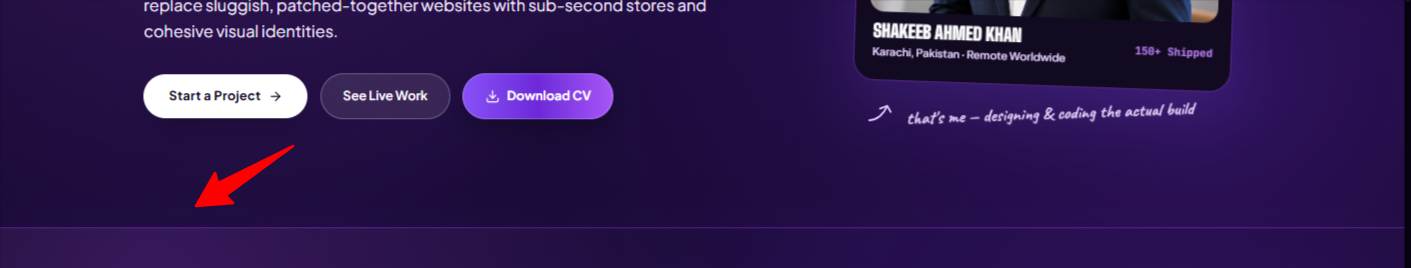 replace sluggish, patched-together websites with sub-second stores and
cohesive visual identities.
Start a Project →
See Live Work
Download CV
SHAKEEB AHMED KHAN
Karachi, Pakistan · Remote Worldwide
150+ Shipped
that's me — designing & coding the actual build